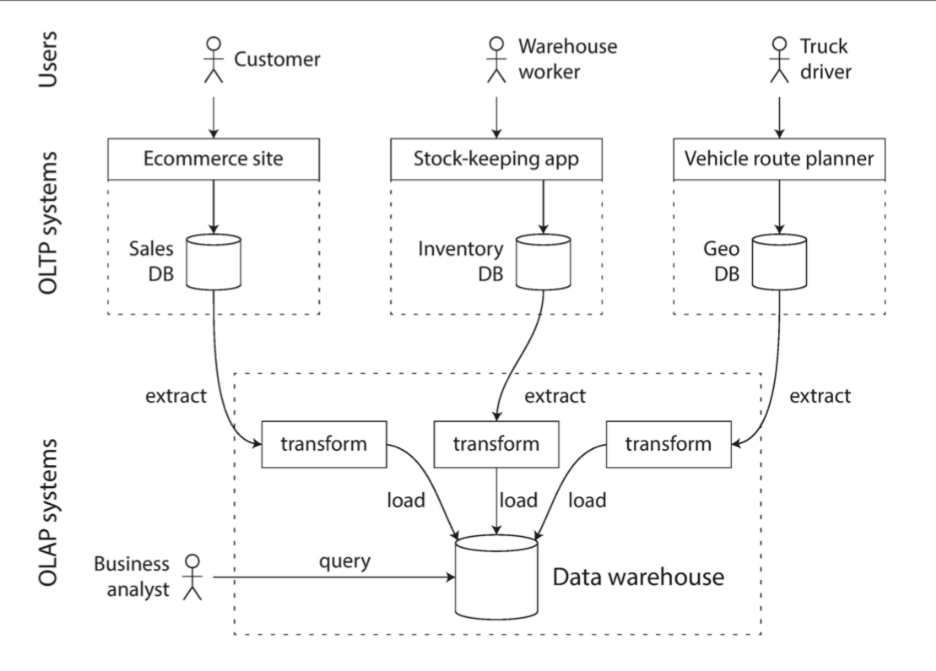 Users
Customer
Warehouse
worker
Truck
driver
OLTP systems
Ecommerce site
Stock-keeping app
Vehicle route planner
Sales
DB
Inventory
DB
Geo
DB
extract
extract
extract
OLAP systems
transform
transform
transform
load
load
load
Business
analyst
query
Data warehouse